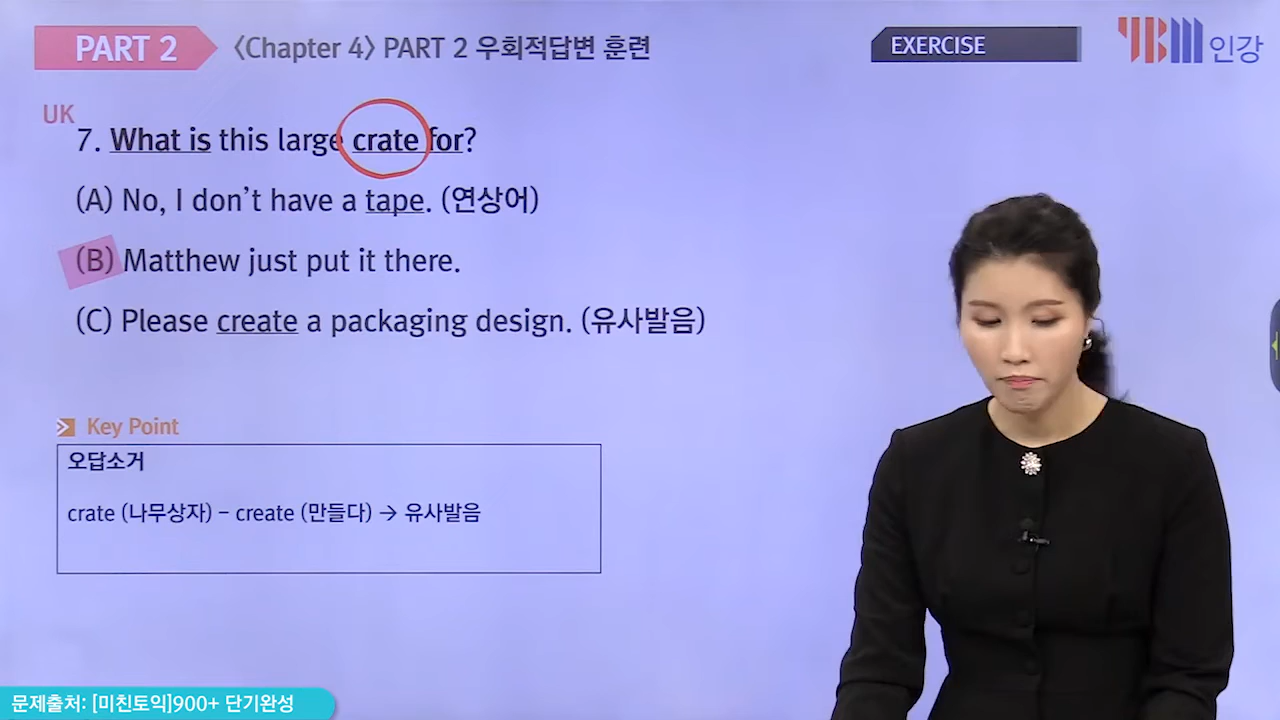 PART 2
〈Chapter 4〉 PART 2 우회적답변 훈련
EXERCISE
YBM 인강
UK
7. What is this large crate for?
(A) No, I don't have a tape. (연상어)
(B) Matthew just put it there.
(C) Please create a packaging design. (유사발음)
Key Point
오답소거
crate (나무상자) – create (만들다) → 유사발음
문제출처: [미친토익]900+ 단기완성